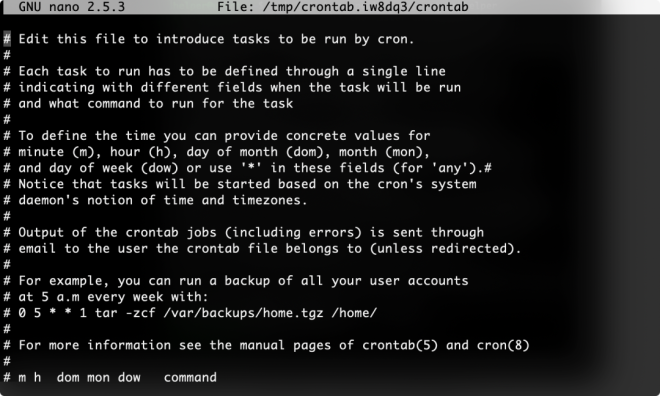 GNU nano 2.5.3 File: /tmp/crontab.iw8dq3/crontab
# Edit this file to introduce tasks to be run by cron.
#
# Each task to run has to be defined through a single line
# indicating with different fields when the task will be run
# and what command to run for the task
#
# To define the time you can provide concrete values for
# minute (m), hour (h), day of month (dom), month (mon),
# and day of week (dow) or use '*' in these fields (for 'any').#
# Notice that tasks will be started based on the cron's system
# daemon's notion of time and timezones.
#
# Output of the crontab jobs (including errors) is sent through
# email to the user the crontab file belongs to (unless redirected).
#
# For example, you can run a backup of all your user accounts
# at 5 a.m every week with:
# 0 5 * * 1 tar -zcf /var/backups/home.tgz /home/
#
# For more information see the manual pages of crontab(5) and cron(8)
#
# m h  dom mon dow   command